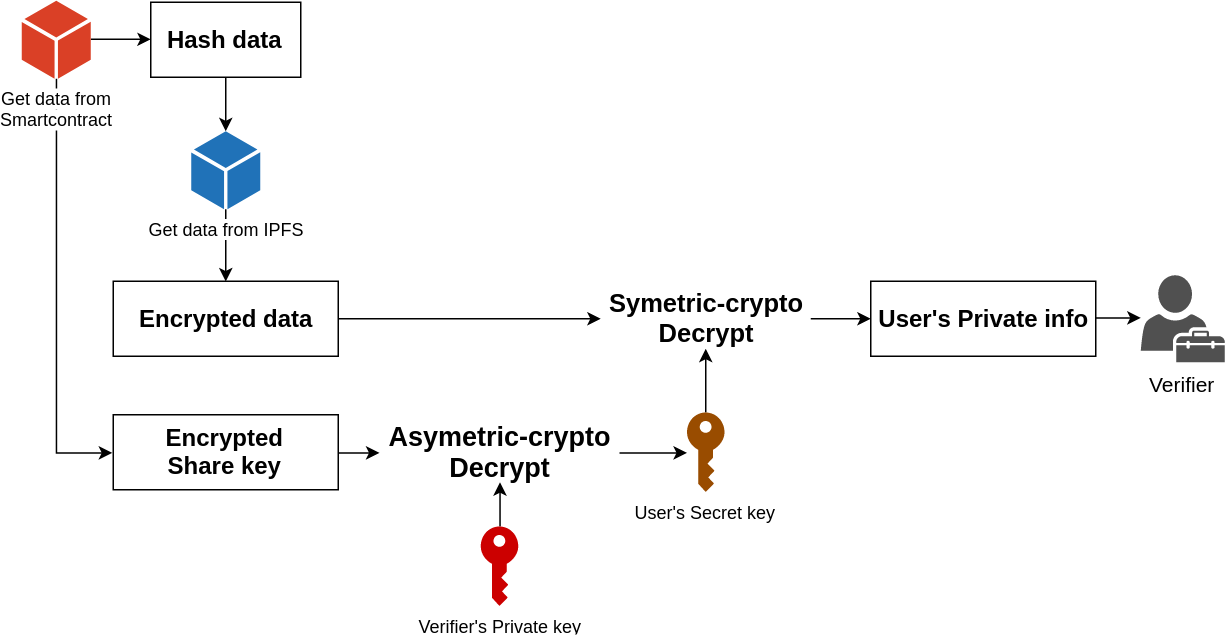 Hash data
Get data from
Smartcontract
Get data from IPFS
Encrypted data
Symetric-crypto
Decrypt
User's Private info
Verifier
Encrypted
Share key
Asymetric-crypto
Decrypt
User's Secret key
Verifier's Private key